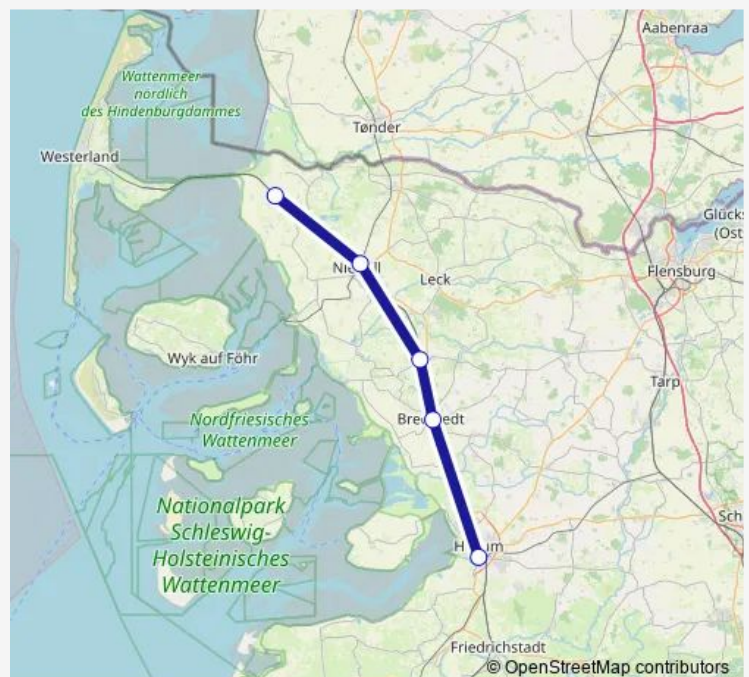 Aabenraa
Wattenmeer
nördlich
des Hindenburgdammes
Tønder
Westerland
Glücks
(Ost
Flensburg
Leck
Wyk auf Föhr
Tarp
Nordfriesisches
Wattenmeer
Nationalpark
Schleswig-
Holsteinisches
Wattenmeer
Sch
Friedrichstadt
© OpenStreetMap contributors